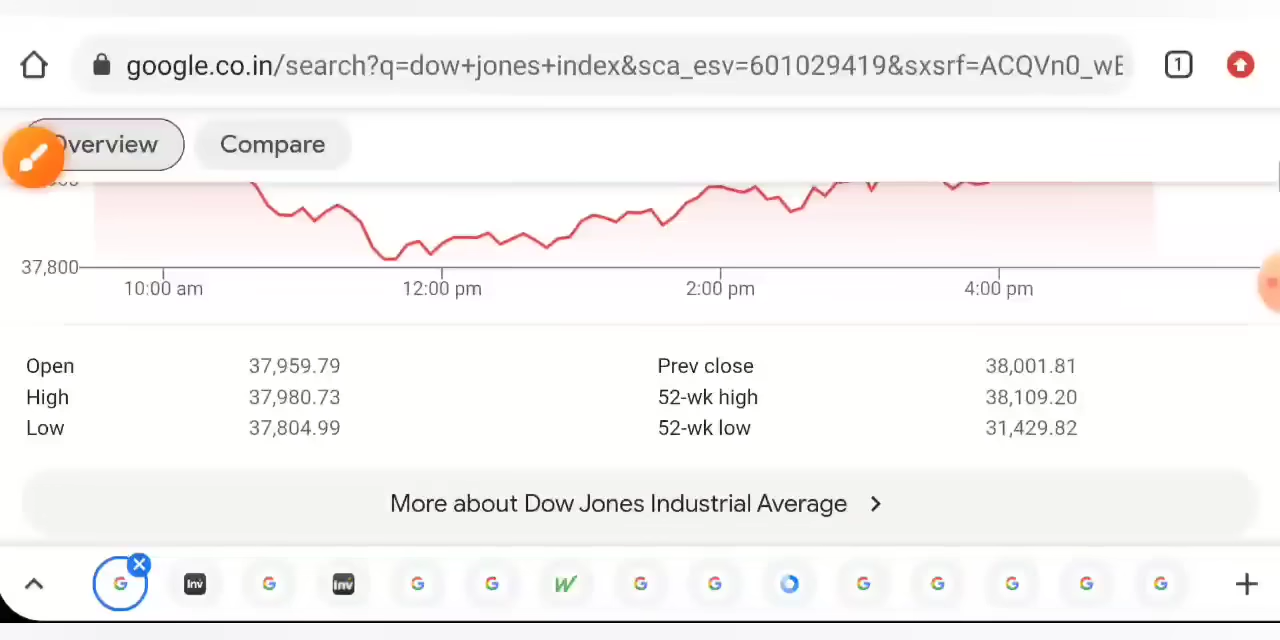 google.co.in/search?q=dow+jones+index&sca_esv=601029419&sxsrf=ACQVn0_wE
1
Overview Compare
37,800
10:00 am 12:00 pm 2:00 pm 4:00 pm
Open 37,959.79 Prev close 38,001.81
High 37,980.73 52-wk high 38,109.20
Low 37,804.99 52-wk low 31,429.82
More about Dow Jones Industrial Average >
G Inv G Inv G G W G G G G G G G